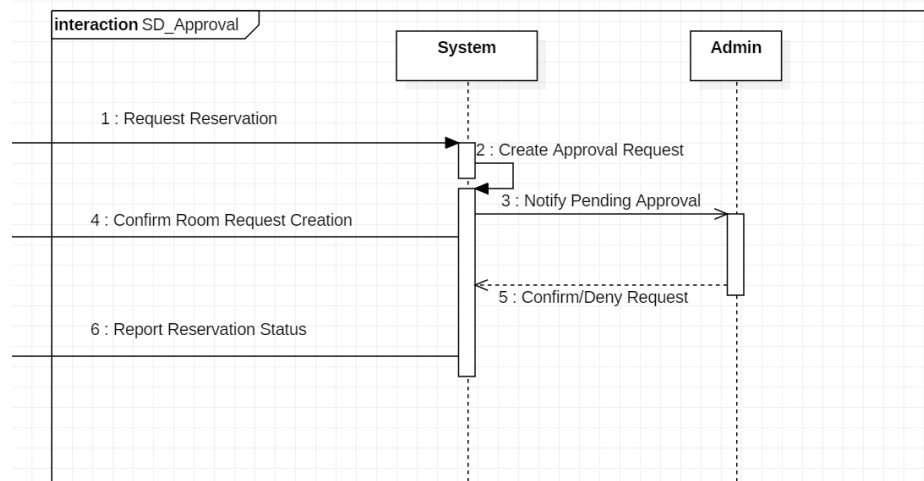 interaction SD_Approval
System
Admin
1 : Request Reservation
2 : Create Approval Request
3 : Notify Pending Approval
4 : Confirm Room Request Creation
5 : Confirm/Deny Request
6 : Report Reservation Status